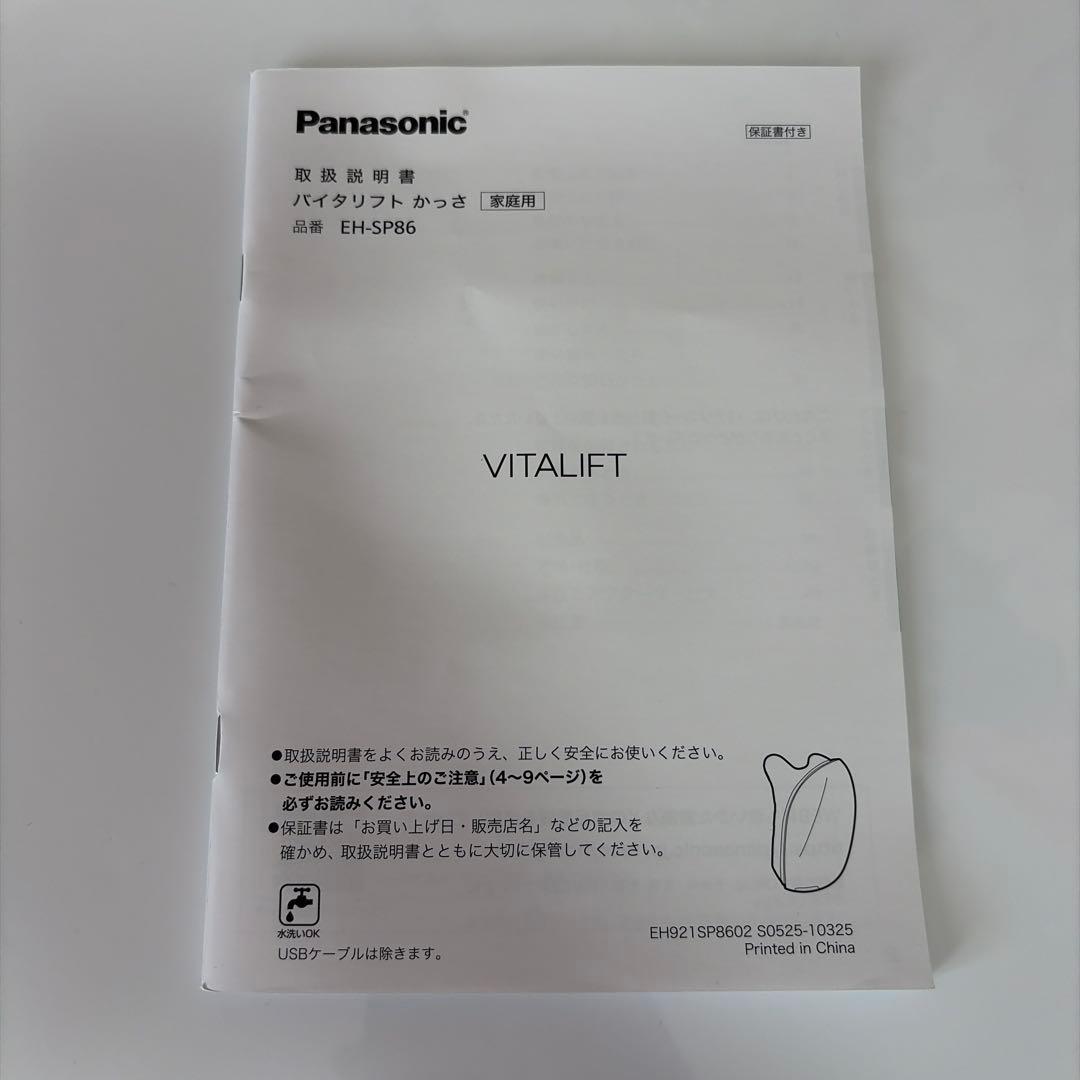 Panasonic®
保証書付き
取扱説明書
バイタリフト かっさ 家庭用
品番 EH-SP86
VITALIFT
●取扱説明書をよくお読みのうえ、正しく安全にお使いください。
●ご使用前に「安全上のご注意」(4～9ページ)を
必ずお読みください。
●保証書は「お買い上げ日・販売店名」などの記入を
確かめ、取扱説明書とともに大切に保管してください。
水洗いOK
USBケーブルは除きます。
EH921SP8602 S0525-10325
Printed in China